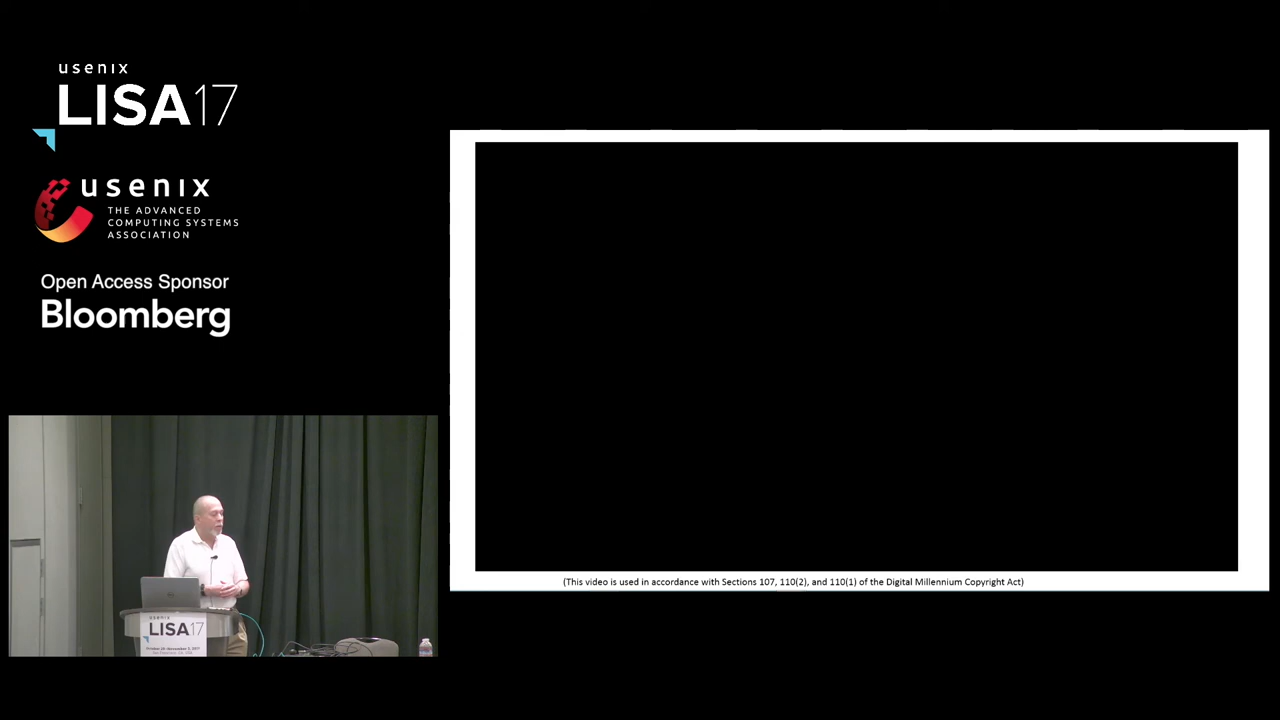 usenix
LISA17
usenix
THE ADVANCED
COMPUTING SYSTEMS
ASSOCIATION
Open Access Sponsor
Bloomberg
(This video is used in accordance with Sections 107, 110(2), and 110(1) of the Digital Millennium Copyright Act)
usenix
LISA17